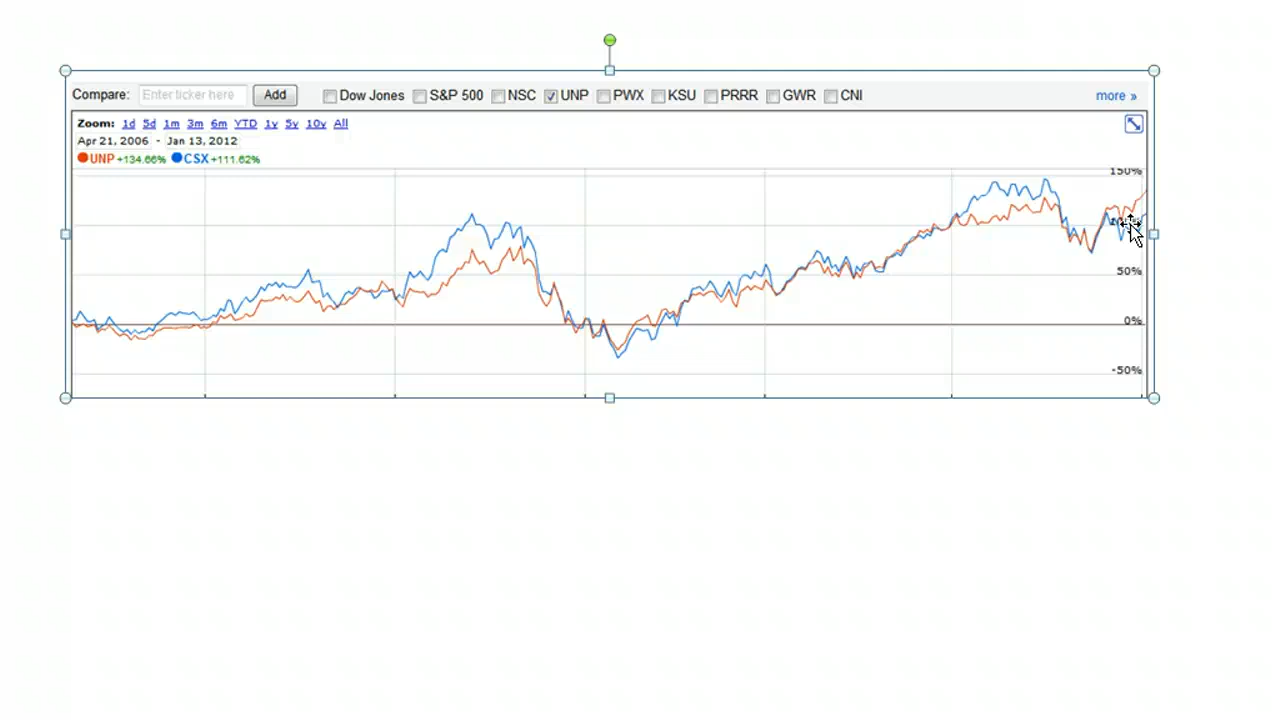 Compare: Enter ticker here Add Dow Jones S&P 500 NSC UNP PWX KSU PRRR GWR CNI more »
Zoom: 1d 5d 1m 3m 6m YTD 1y 5y 10y All
Apr 21, 2006 - Jan 13, 2012
UNP +134.66% CSX +111.62%
150%
50%
0%
-50%